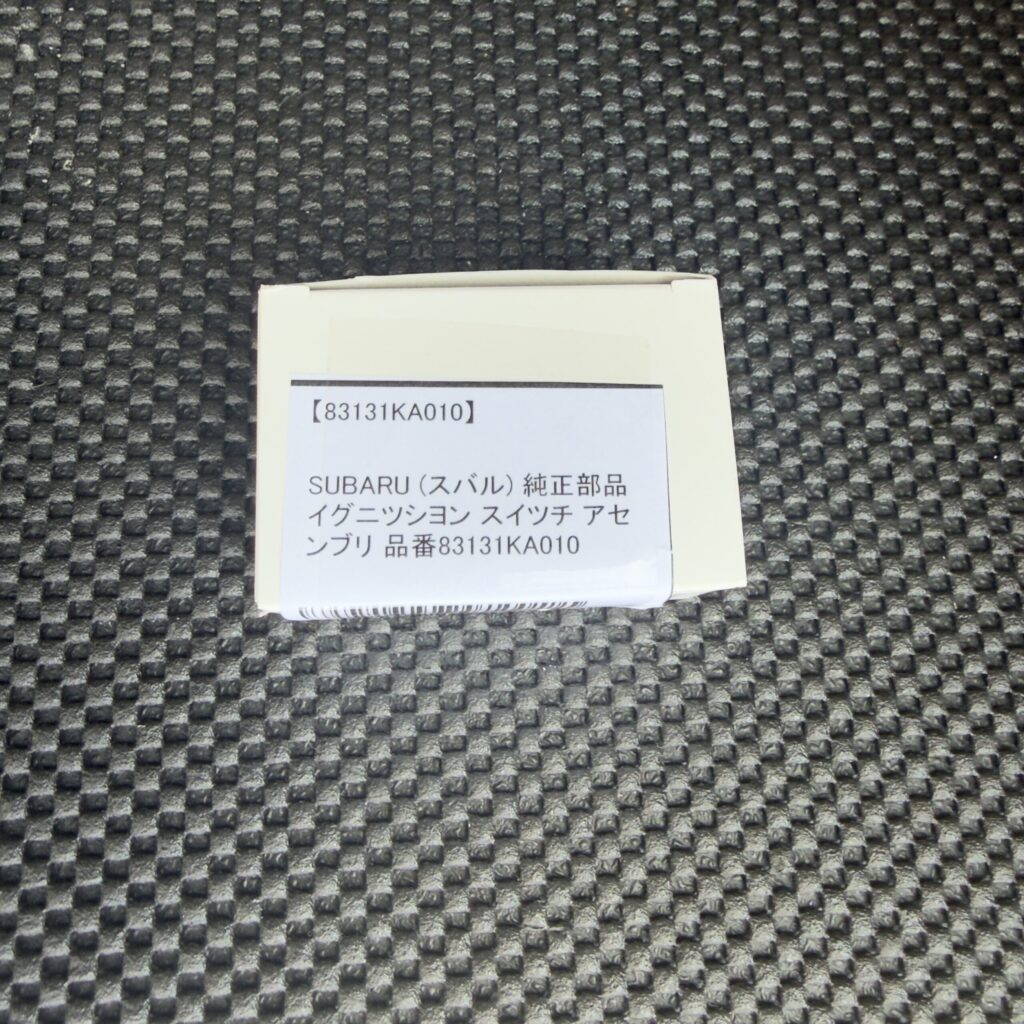 【83131KA010】
SUBARU (スバル) 純正部品
イグニツシヨン スイツチ アセ
ンブリ 品番83131KA010